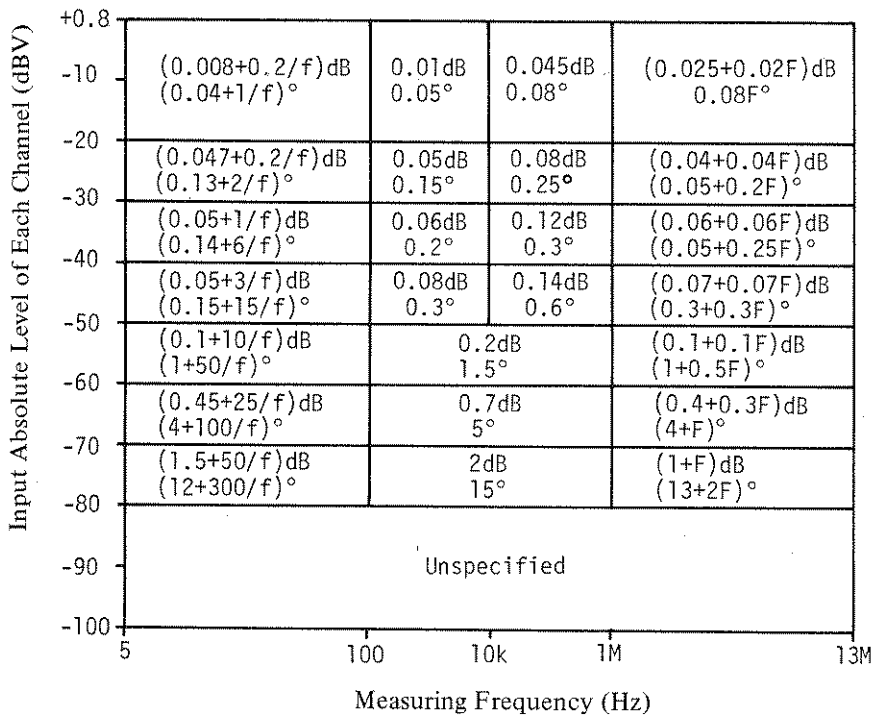 Input Absolute Level of Each Channel (dBV)
+0.8
(0.008+0.2/f)dB 0.01dB 0.045dB (0.025+0.02F)dB
-10
(0.04+1/f)° 0.05° 0.08° 0.08F°
-20
(0.047+0.2/f)dB 0.05dB 0.08dB (0.04+0.04F)dB
(0.13+2/f)° 0.15° 0.25° (0.05+0.2F)°
-30
(0.05+1/f)dB 0.06dB 0.12dB (0.06+0.06F)dB
(0.14+6/f)° 0.2° 0.3° (0.05+0.25F)°
-40
(0.05+3/f)dB 0.08dB 0.14dB (0.07+0.07F)dB
(0.15+15/f)° 0.3° 0.6° (0.3+0.3F)°
-50
(0.1+10/f)dB 0.2dB (0.1+0.1F)dB
(1+50/f)° 1.5° (1+0.5F)°
-60
(0.45+25/f)dB 0.7dB (0.4+0.3F)dB
(4+100/f)° 5° (4+F)°
-70
(1.5+50/f)dB 2dB (1+F)dB
(12+300/f)° 15° (13+2F)°
-80
-90 Unspecified
-100
5 100 10k 1M 13M
Measuring Frequency (Hz)